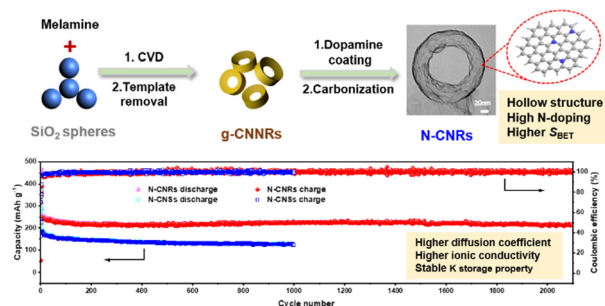 Melamine
+
SiO2 spheres
1. CVD
2.Template
removal
g-CNNRs
1.Dopamine
coating
2.Carbonization
20nm
N-CNRs
Hollow structure
High N-doping
Higher SBET
Capacity (mAh g-1)
500
400
300
200
100
0
N-CNRs discharge
N-CNRs charge
N-CNSs discharge
N-CNSs charge
Higher diffusion coefficient
Higher ionic conductivity
Stable K storage property
100
80
60
40
20
0
Coulombic efficiency (%)
0 200 400 600 800 1000 1200 1400 1600 1800 2000
Cycle number